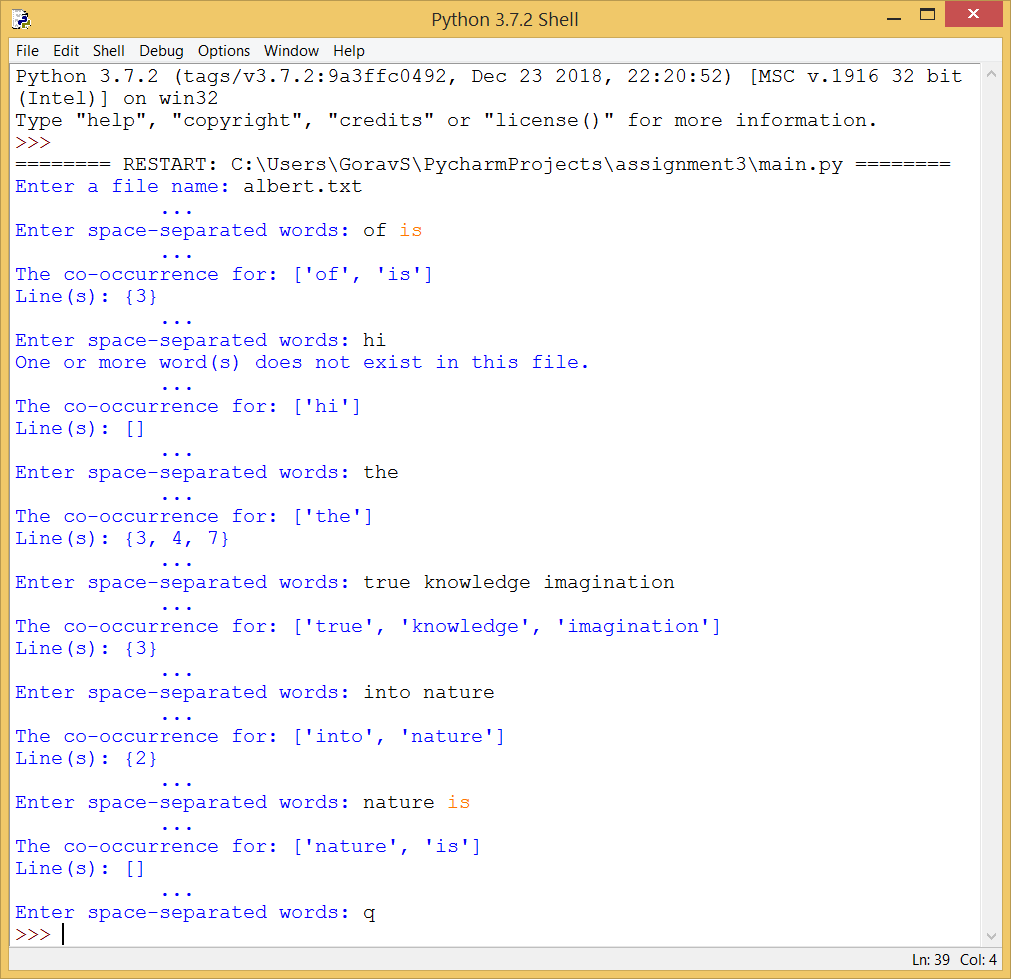 Python 3.7.2 Shell
File Edit Shell Debug Options Window Help
Python 3.7.2 (tags/v3.7.2:9a3ffc0492, Dec 23 2018, 22:20:52) [MSC v.1916 32 bit
(Intel)] on win32
Type "help", "copyright", "credits" or "license()" for more information.
>>>
======== RESTART: C:\Users\GoravS\PycharmProjects\assignment3\main.py ========
Enter a file name: albert.txt
...
Enter space-separated words: of is
...
The co-occurrence for: ['of', 'is']
Line(s): {3}
...
Enter space-separated words: hi
One or more word(s) does not exist in this file.
...
The co-occurrence for: ['hi']
Line(s): []
...
Enter space-separated words: the
...
The co-occurrence for: ['the']
Line(s): {3, 4, 7}
...
Enter space-separated words: true knowledge imagination
...
The co-occurrence for: ['true', 'knowledge', 'imagination']
Line(s): {3}
...
Enter space-separated words: into nature
...
The co-occurrence for: ['into', 'nature']
Line(s): {2}
...
Enter space-separated words: nature is
...
The co-occurrence for: ['nature', 'is']
Line(s): []
...
Enter space-separated words: q
>>>
Ln: 39 Col: 4